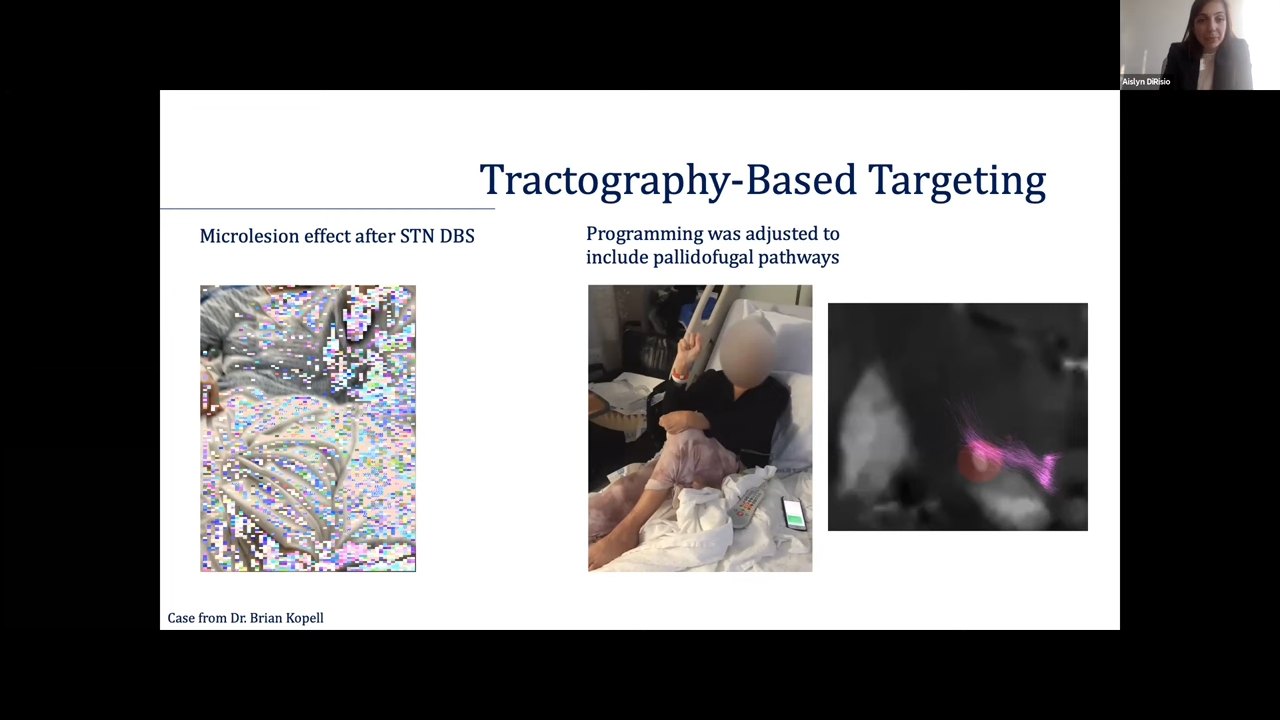 Aislyn DiRisio
Tractography-Based Targeting
Microlesion effect after STN DBS
Programming was adjusted to
include pallidofugal pathways
Case from Dr. Brian Kopell